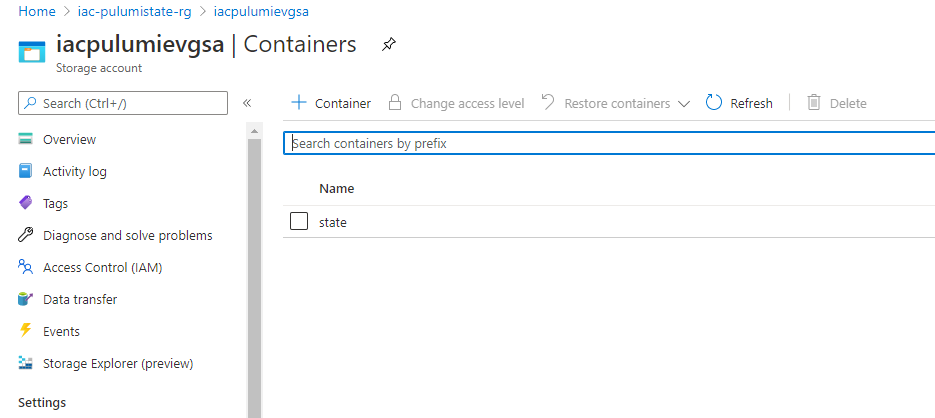 Home > iac-pulumistate-rg > iacpulumievgsa
iacpulumievgsa | Containers
Storage account
Search (Ctrl+/)
«
+ Container
Change access level
Restore containers
Refresh
Delete
Search containers by prefix
Overview
Activity log
Tags
Diagnose and solve problems
Access Control (IAM)
Data transfer
Events
Storage Explorer (preview)
Settings
Name
state